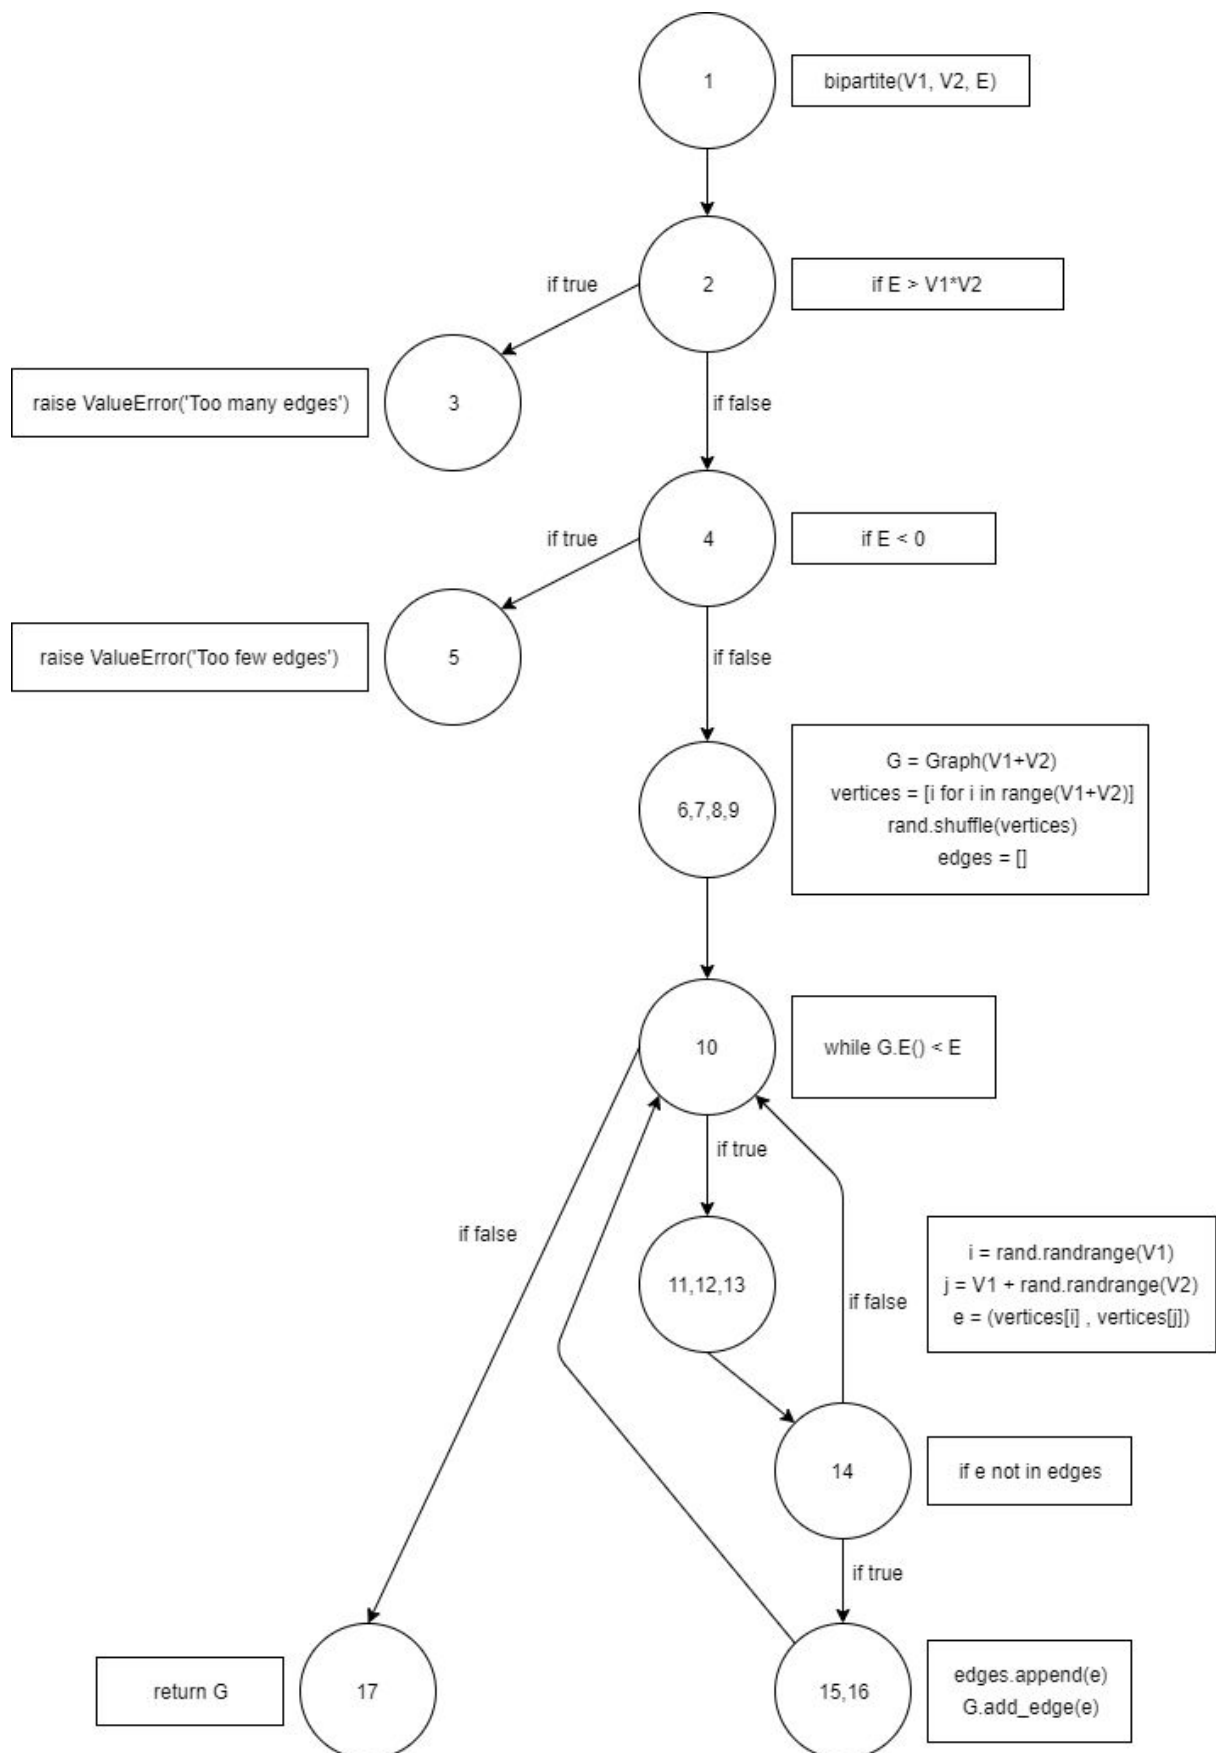 1
bipartite(V1, V2, E)
2
if E > V1*V2
if true
3
raise ValueError('Too many edges')
if false
4
if E < 0
if true
5
raise ValueError('Too few edges')
if false
6,7,8,9
G = Graph(V1+V2)
vertices = [i for i in range(V1+V2)]
rand.shuffle(vertices)
edges = []
10
while G.E() < E
if true
if false
11,12,13
i = rand.randrange(V1)
j = V1 + rand.randrange(V2)
e = (vertices[i] , vertices[j])
if false
14
if e not in edges
if true
15,16
edges.append(e)
G.add_edge(e)
return G
17